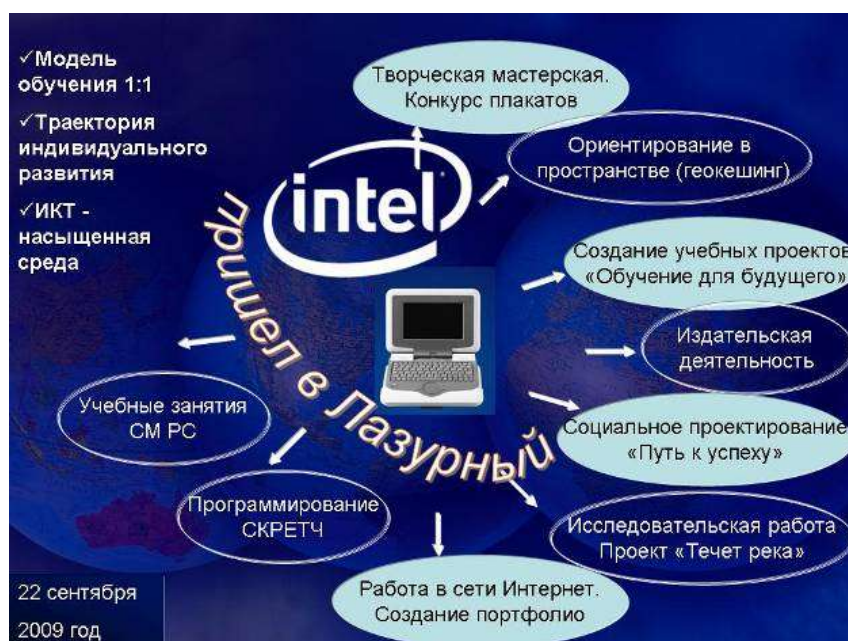 ✓Модель
обучения 1:1
✓Траектория
индивидуального
развития
✓ИКТ -
насыщенная
среда
Творческая мастерская.
Конкурс плакатов
Ориентирование в
пространстве (геокешинг)
intel
пришел в Лазурный
Создание учебных проектов
«Обучение для будущего»
Издательская
деятельность
Социальное проектирование
«Путь к успеху»
Учебные занятия
СМ РС
Программирование
СКРЕТЧ
Исследовательская работа
Проект «Течет река»
Работа в сети Интернет.
Создание портфолио
22 сентября
2009 год